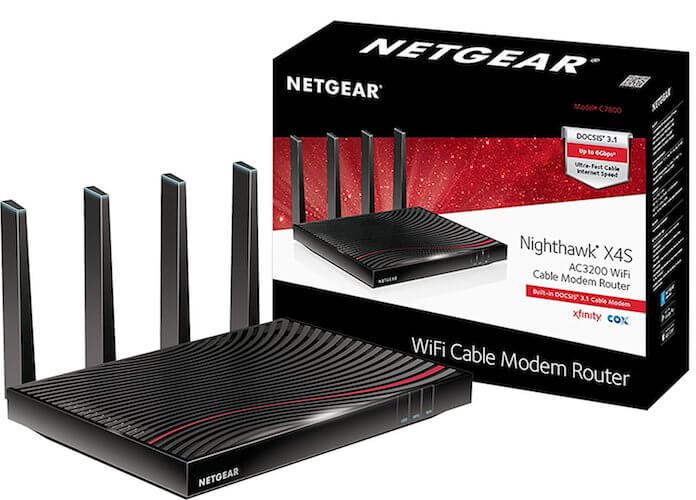 NETGEAR®
NETGEAR®
Model® C7800
DOCSIS® 3.1
Up to 6Gbps†
Ultra-Fast Cable
Internet Speed
Nighthawk® X4S
AC3200 WiFi
Cable Modem Router
Built-in DOCSIS® 3.1 Cable Modem
xfinity COX
WiFi Cable Modem Router
NETGEAR